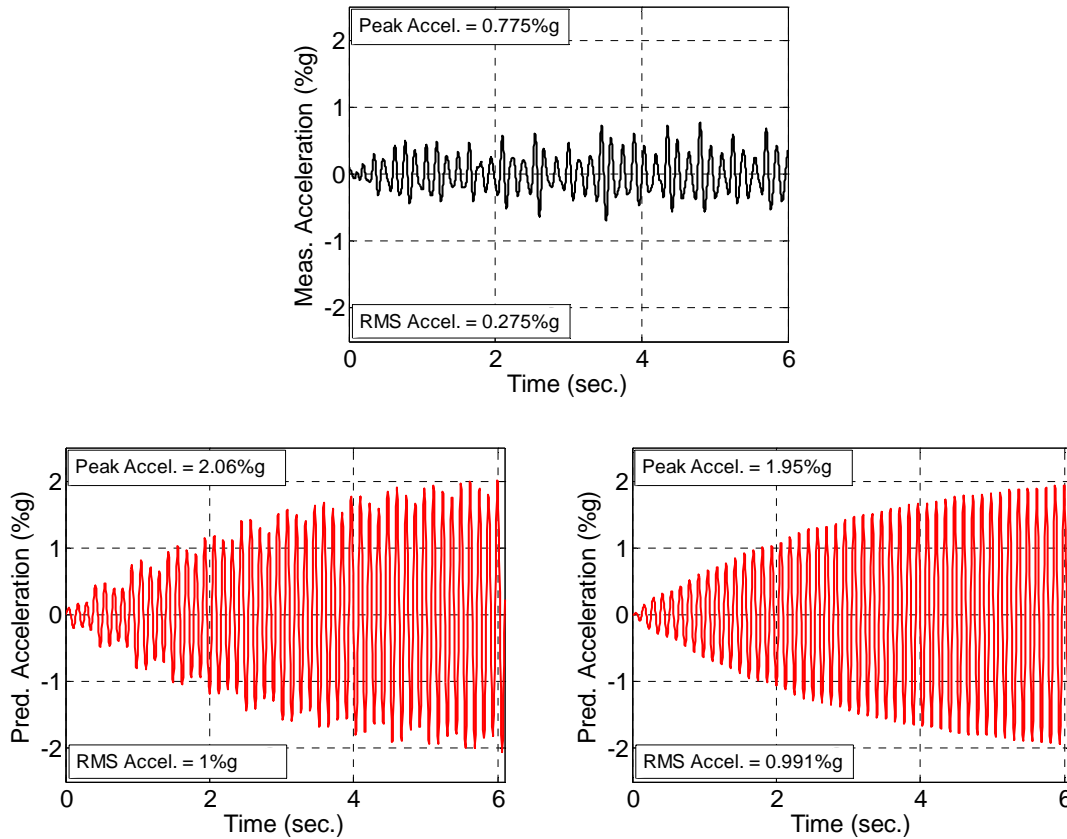 Peak Accel. = 0.775%g
2
1
0
-1
-2
Meas. Acceleration (%g)
RMS Accel. = 0.275%g
0 2 4 6
Time (sec.)
Peak Accel. = 2.06%g
2
1
0
-1
-2
Pred. Acceleration (%g)
RMS Accel. = 1%g
0 2 4 6
Time (sec.)
Peak Accel. = 1.95%g
2
1
0
-1
-2
Pred. Acceleration (%g)
RMS Accel. = 0.991%g
0 2 4 6
Time (sec.)